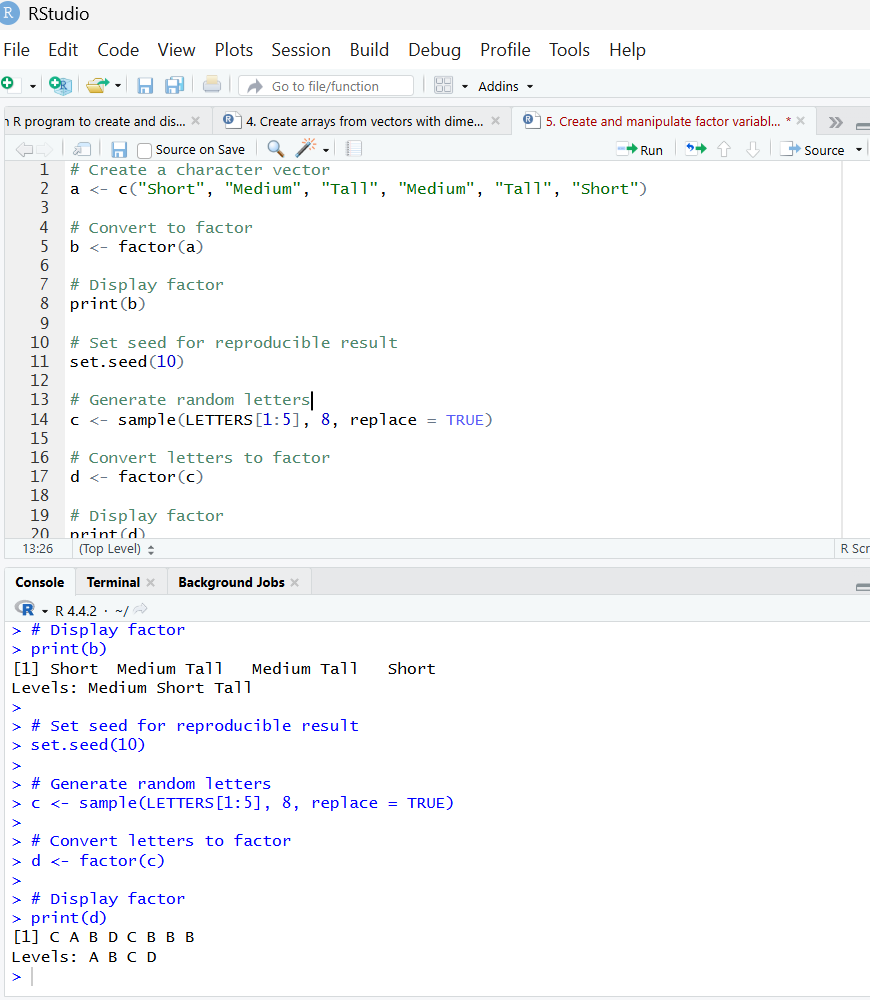 R RStudio
File Edit Code View Plots Session Build Debug Profile Tools Help
Go to file/function Addins
R program to create and dis... 4. Create arrays from vectors with dime... 5. Create and manipulate factor variabl... *
Source on Save Run Source
1 # Create a character vector
2 a <- c("Short", "Medium", "Tall", "Medium", "Tall", "Short")
3
4 # Convert to factor
5 b <- factor(a)
6
7 # Display factor
8 print(b)
9
10 # Set seed for reproducible result
11 set.seed(10)
12
13 # Generate random letters
14 c <- sample(LETTERS[1:5], 8, replace = TRUE)
15
16 # Convert letters to factor
17 d <- factor(c)
18
19 # Display factor
20 print(d)
13:26 (Top Level) R Scr
Console Terminal Background Jobs
R R 4.4.2 · ~/
> # Display factor
> print(b)
[1] Short  Medium Tall   Medium Tall   Short
Levels: Medium Short Tall
>
> # Set seed for reproducible result
> set.seed(10)
>
> # Generate random letters
> c <- sample(LETTERS[1:5], 8, replace = TRUE)
>
> # Convert letters to factor
> d <- factor(c)
>
> # Display factor
> print(d)
[1] C A B D C B B B
Levels: A B C D
>